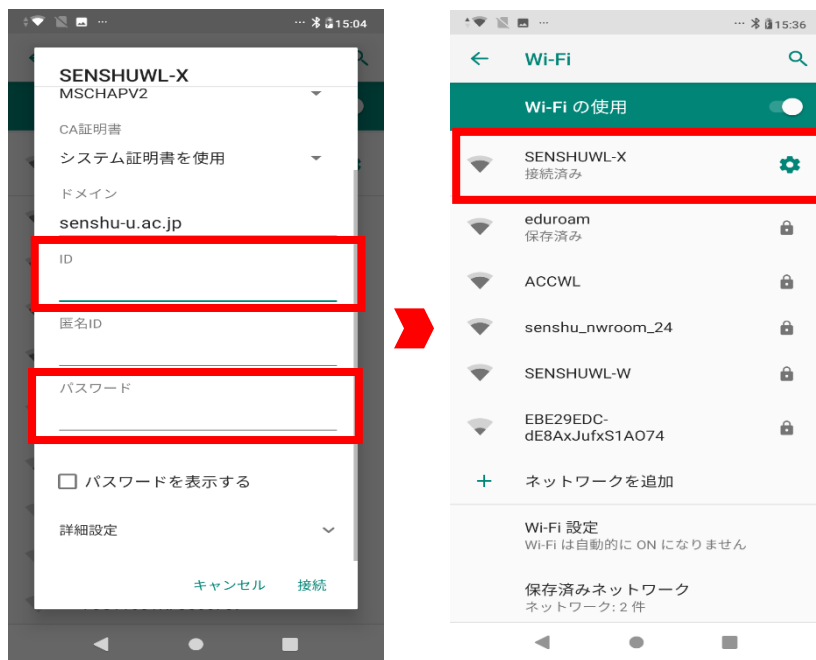 15:04
SENSHUWL-X
MSCHAPV2
CA証明書
システム証明書を使用
ドメイン
senshu-u.ac.jp
ID
匿名ID
パスワード
パスワードを表示する
詳細設定
キャンセル 接続
15:36
Wi-Fi
Wi-Fi の使用
SENSHUWL-X
接続済み
eduroam
保存済み
ACCWL
senshu_nwroom_24
SENSHUWL-W
EBE29EDC-
dE8AxJufxS1AO74
ネットワークを追加
Wi-Fi 設定
Wi-Fi は自動的に ON になりません
保存済みネットワーク
ネットワーク: 2 件